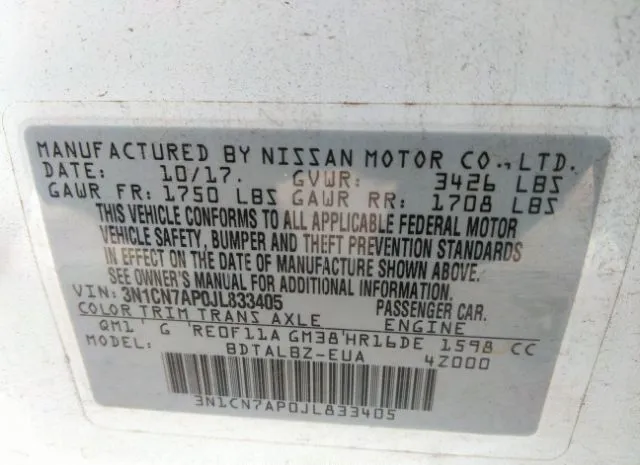 MANUFACTURED BY NISSAN MOTOR CO., LTD.
DATE: 10/17. GVWR: 3426 LBS
GAWR FR: 1750 LBS GAWR RR: 1708 LBS
THIS VEHICLE CONFORMS TO ALL APPLICABLE FEDERAL MOTOR
VEHICLE SAFETY, BUMPER AND THEFT PREVENTION STANDARDS
IN EFFECT ON THE DATE OF MANUFACTURE SHOWN ABOVE.
SEE OWNER'S MANUAL FOR ADDITIONAL INFORMATION.
VIN: 3N1CN7AP0JL833405 PASSENGER CAR.
COLOR TRIM TRANS AXLE ENGINE
QM1' G 'RE0F11A GM38'HR16DE 1598 CC
MODEL: BDTALBZ-EUA 4Z000
3N1CN7AP0JL833405